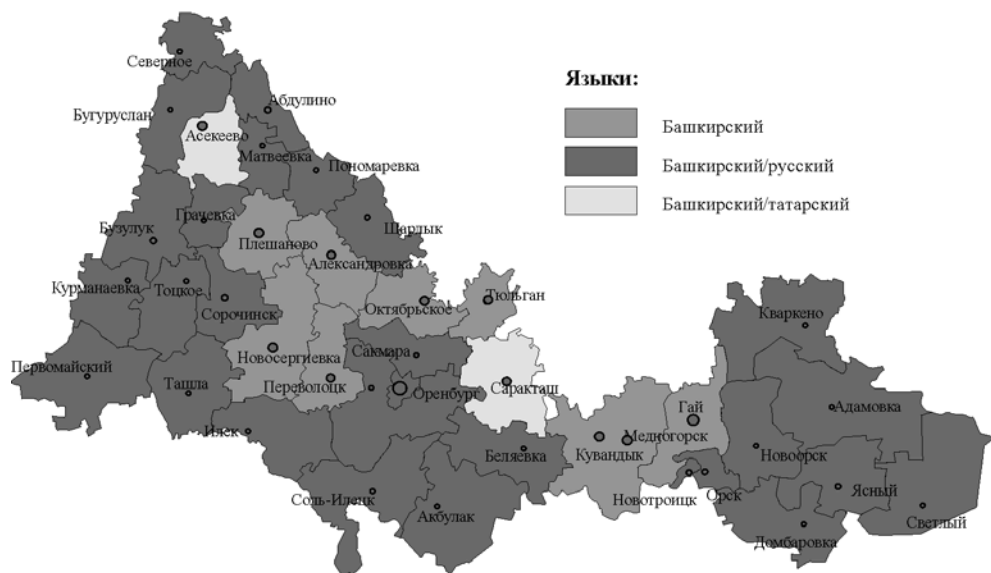 Северное
Языки:
Бугуруслан
Абдулино
Асекеево
Башкирский
Матвеевка
Пономаревка
Башкирский/русский
Башкирский/татарский
Грачевка
Бузулук
Шарлык
Плешаново
Александровка
Курманаевка
Тоцкое
Сорочинск
Октябрьское
Тюльган
Кваркено
Новосергиевка
Сакмара
Первомайский
Ташла
Переволоцк
Оренбург
Саракташ
Адамовка
Гай
Илек
Медногорск
Кувандык
Беляевка
Новоорск
Соль-Илецк
Новотроицк
Орск
Ясный
Акбулак
Светлый
Домбаровка